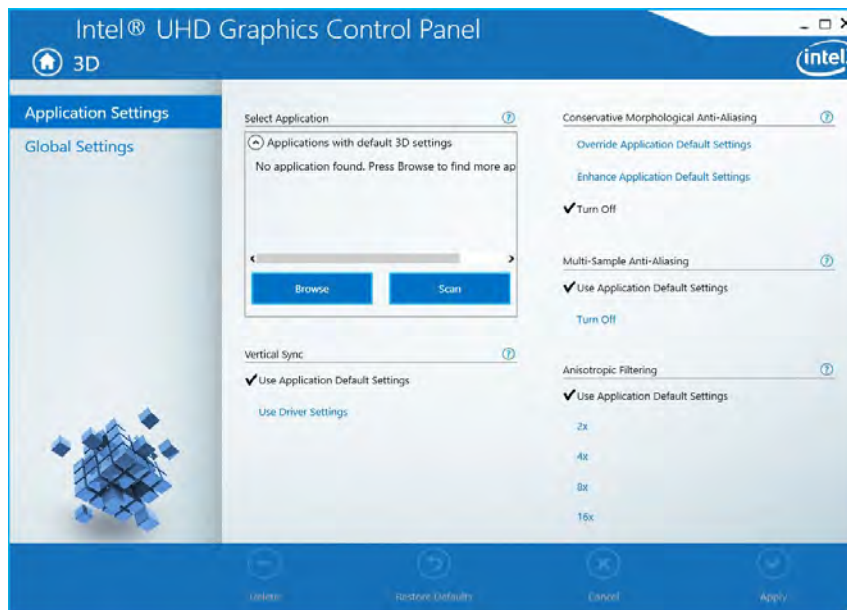 Intel® UHD Graphics Control Panel
3D
intel
Application Settings
Global Settings
Select Application
Applications with default 3D settings
No application found. Press Browse to find more ap
Browse
Scan
Vertical Sync
Use Application Default Settings
Use Driver Settings
Conservative Morphological Anti-Aliasing
Override Application Default Settings
Enhance Application Default Settings
Turn Off
Multi-Sample Anti-Aliasing
Use Application Default Settings
Turn Off
Anisotropic Filtering
Use Application Default Settings
2x
4x
8x
16x
Delete
Restore Defaults
Cancel
Apply